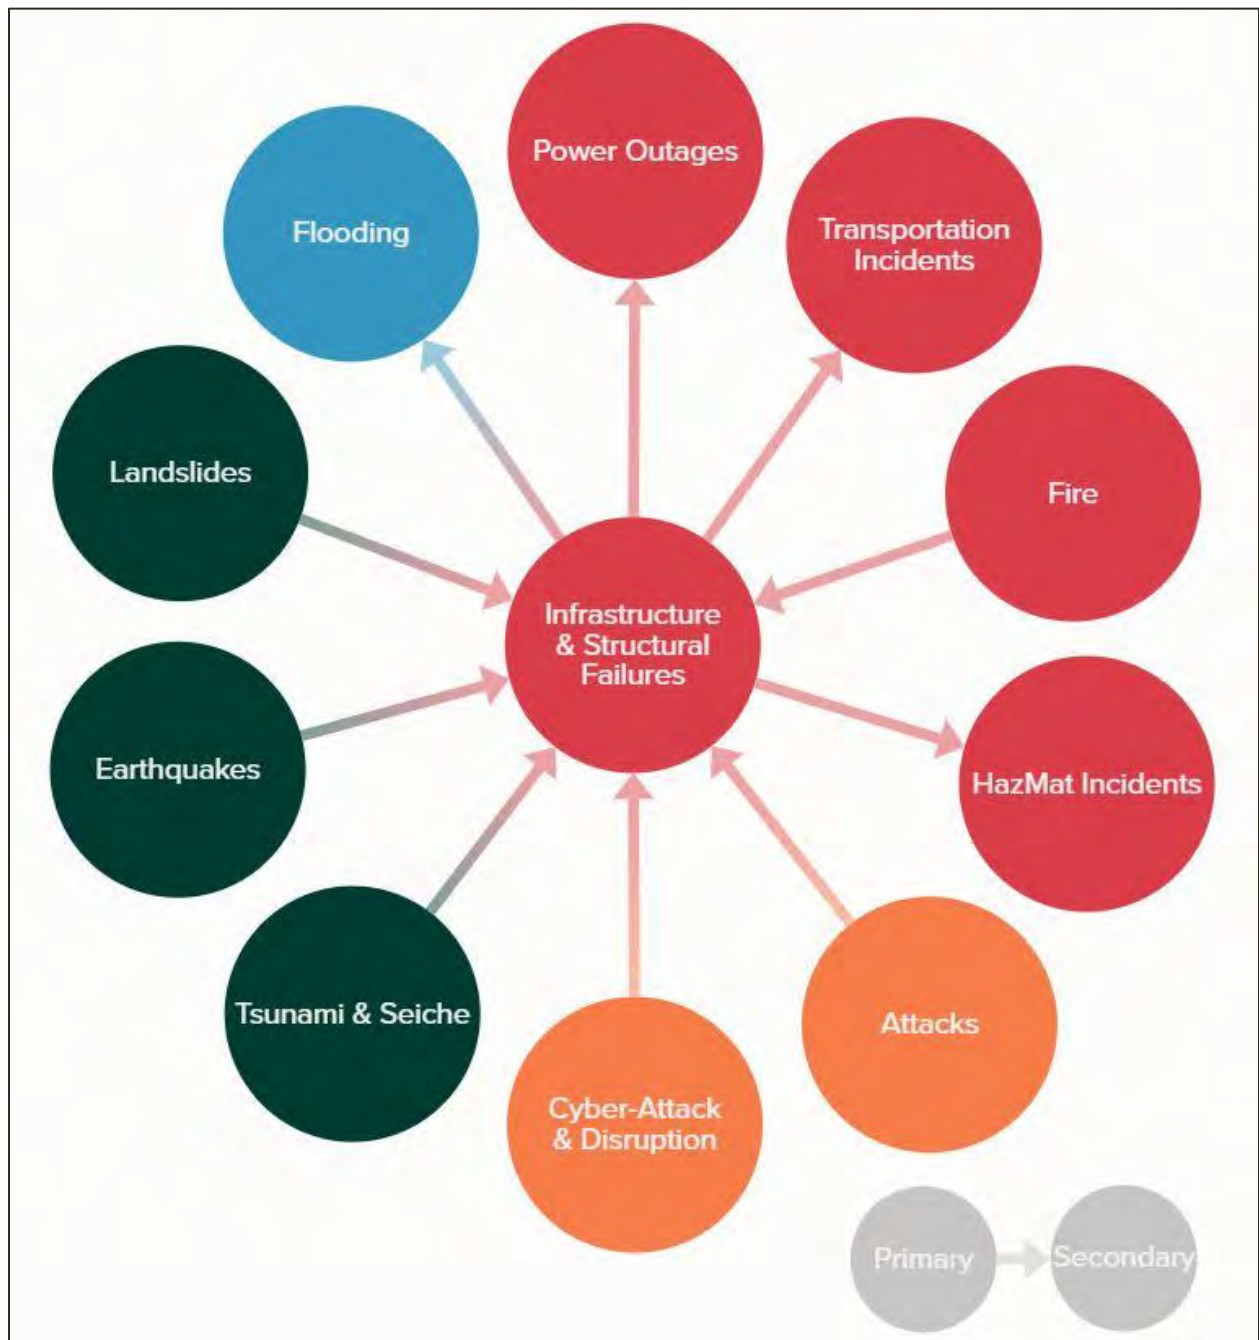 Power Outages
Transportation
Incidents
Flooding
Landslides
Fire
Infrastructure
& Structural
Failures
Earthquakes
HazMat Incidents
Tsunami & Seiche
Attacks
Cyber-Attack
& Disruption
Primary
Secondary